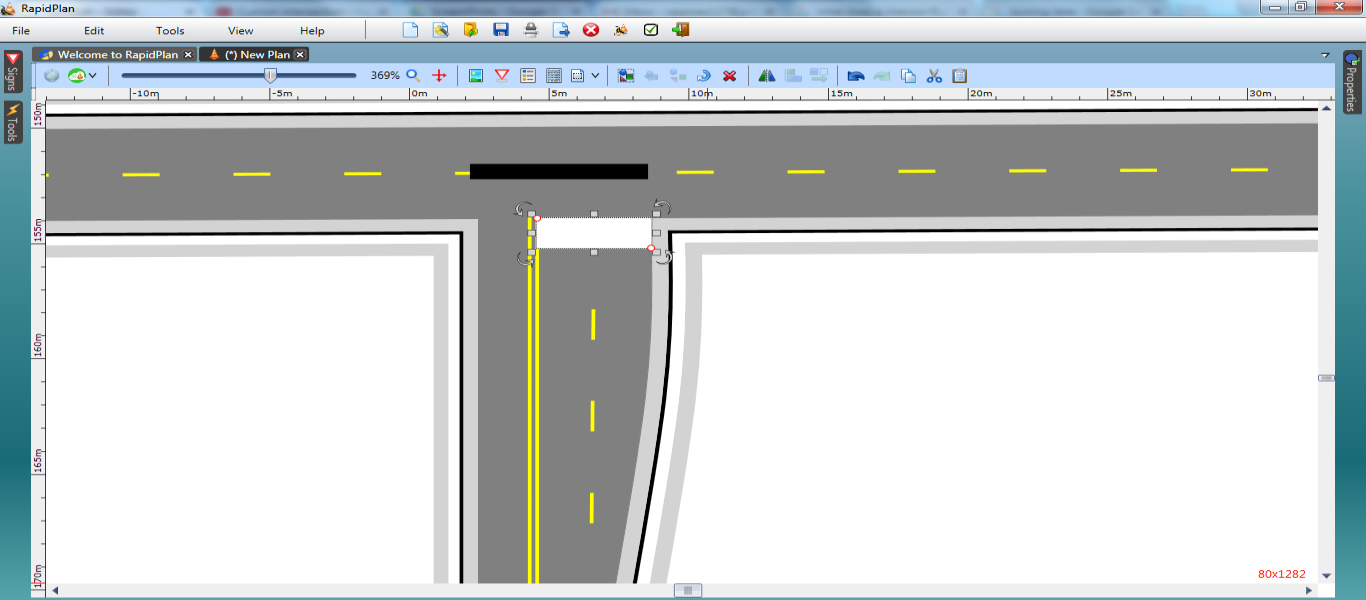 RapidPlan
File Edit Tools View Help
Welcome to RapidPlan (*) New Plan
Signs
Tools
Properties
369%
-10m -5m 0m 5m 10m 15m 20m 25m 30m
150m
155m
160m
165m
170m
80x1282